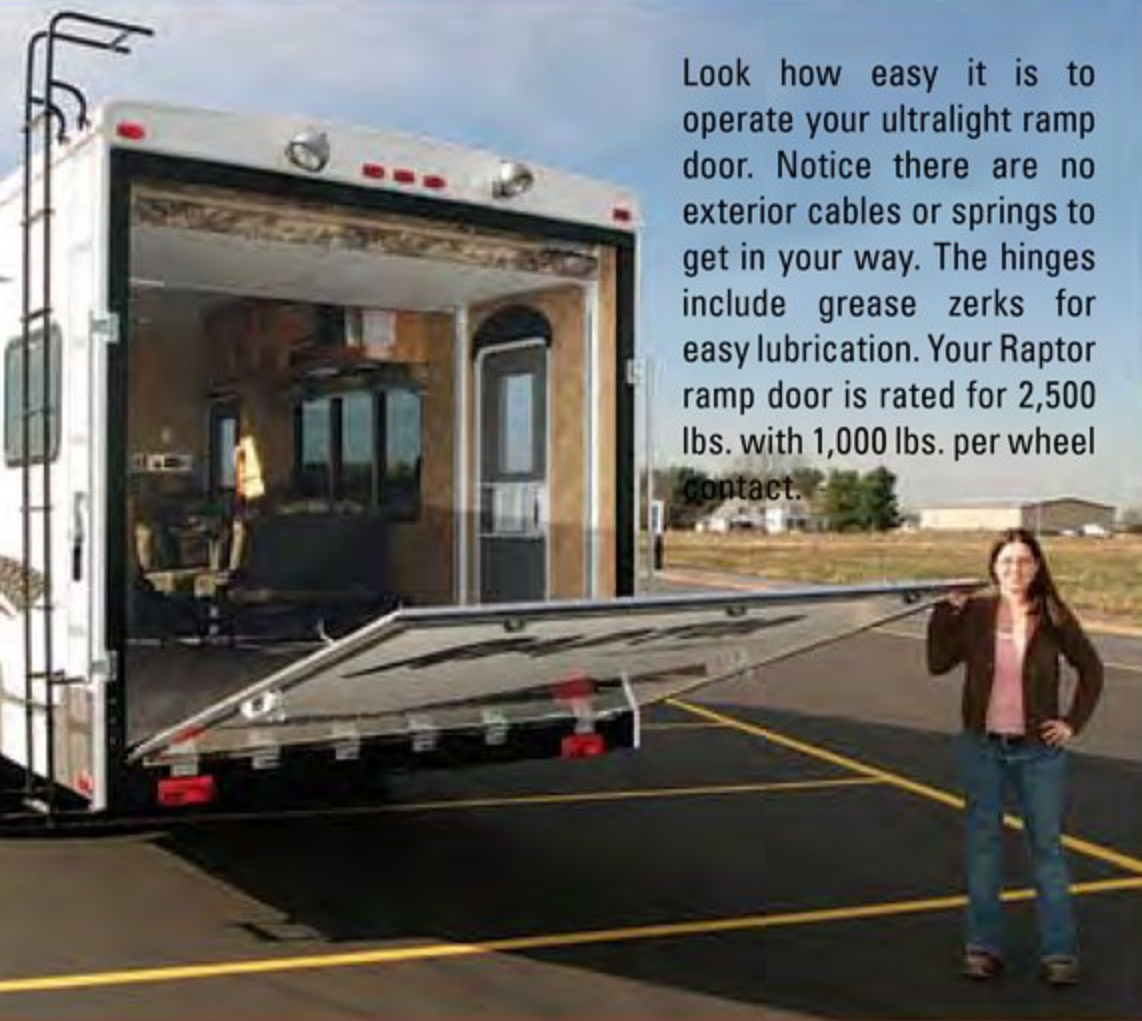 Look how easy it is to
operate your ultralight ramp
door. Notice there are no
exterior cables or springs to
get in your way. The hinges
include grease zerks for
easy lubrication. Your Raptor
ramp door is rated for 2,500
lbs. with 1,000 lbs. per wheel
contact.